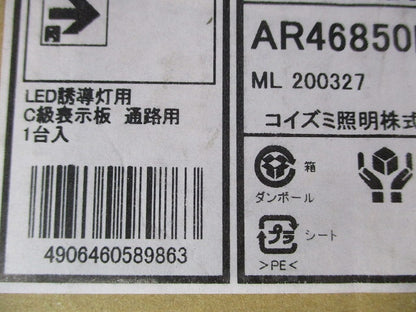 LED誘導灯用
C級表示板 通路用
1台入
4906460589863
AR46850
ML 200327
コイズミ照明株式
箱
ダンボール
プラ
シート
>PE<